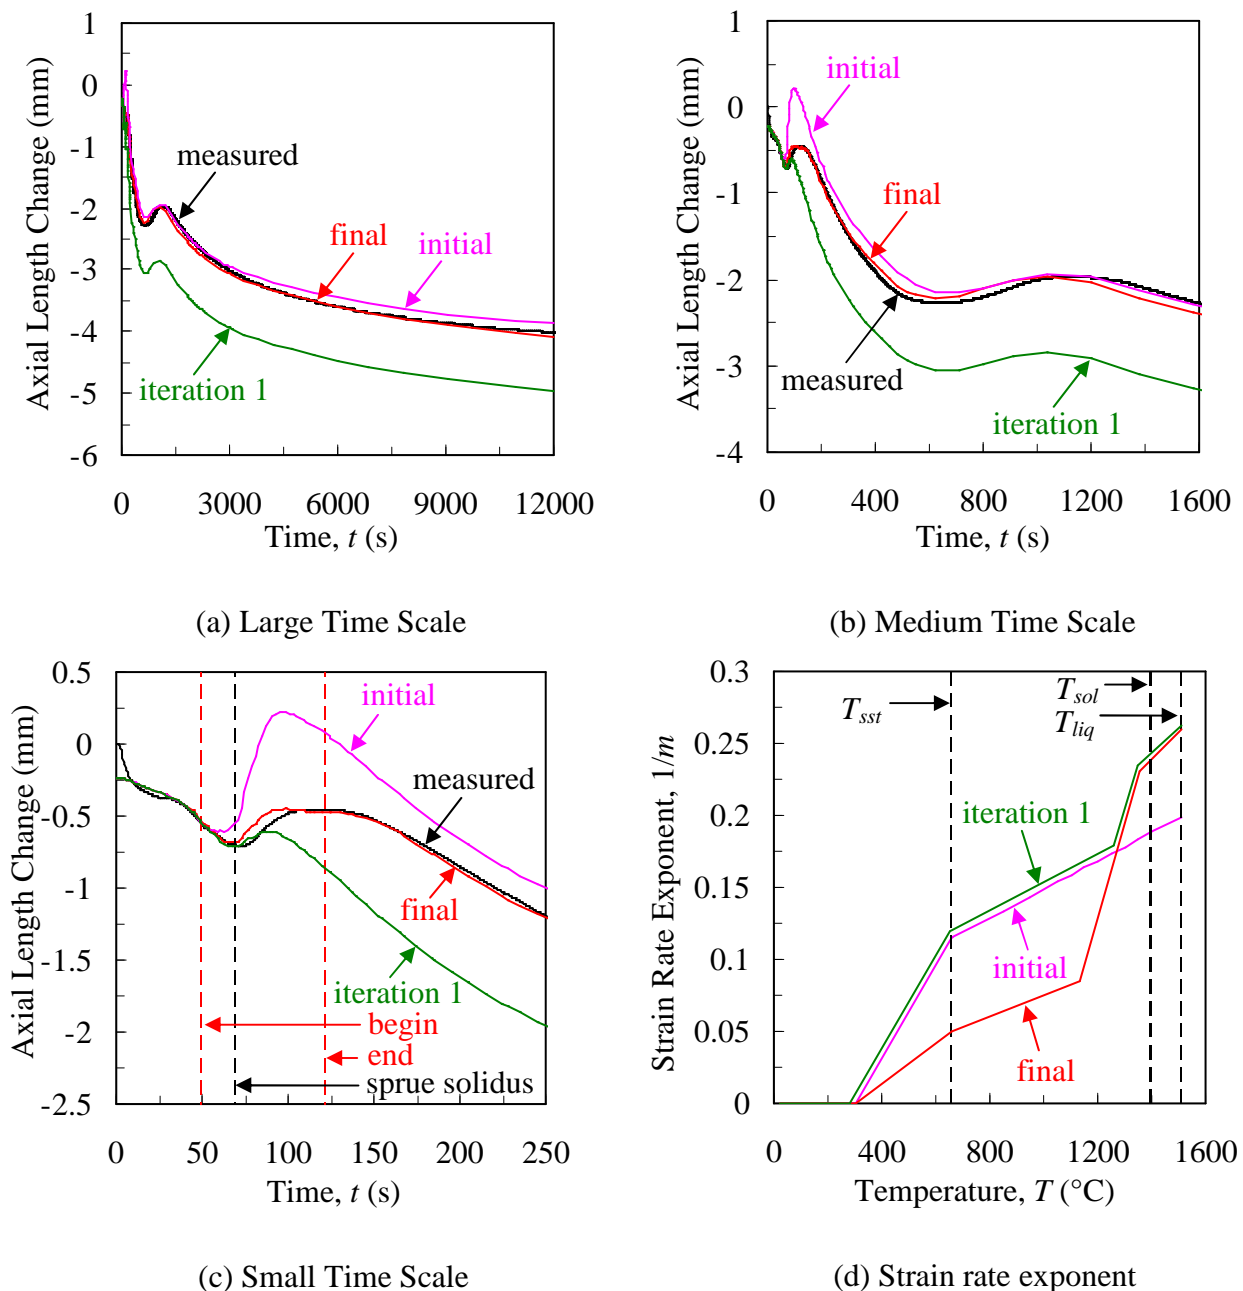 1
0
-1
-2
-3
-4
-5
-6
Axial Length Change (mm)
measured
final
initial
iteration 1
0 3000 6000 9000 12000
Time, t (s)
(a) Large Time Scale
1
0
-1
-2
-3
-4
Axial Length Change (mm)
initial
final
measured
iteration 1
0 400 800 1200 1600
Time, t (s)
(b) Medium Time Scale
0.5
0
-0.5
-1
-1.5
-2
-2.5
Axial Length Change (mm)
initial
measured
final
iteration 1
begin
end
sprue solidus
0 50 100 150 200 250
Time, t (s)
(c) Small Time Scale
0.3
0.25
0.2
0.15
0.1
0.05
0
Strain Rate Exponent, 1/m
Tsst
Tsol
Tliq
iteration 1
initial
final
0 400 800 1200 1600
Temperature, T (°C)
(d) Strain rate exponent